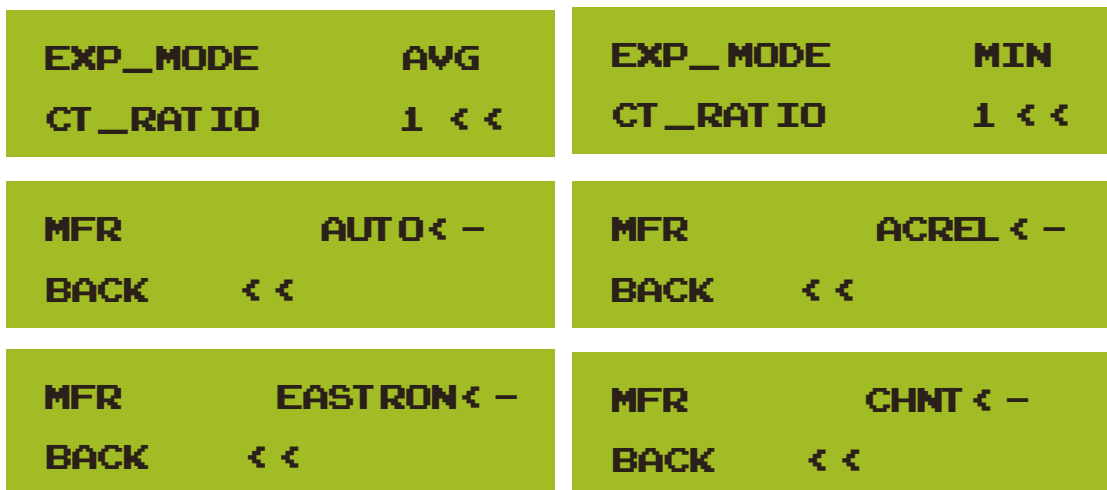 EXP_MODE AVG
CT_RATIO 1 <<
EXP_MODE MIN
CT_RATIO 1 <<
MFR AUTO<-
BACK <<
MFR ACREL<-
BACK <<
MFR EASTRON<-
BACK <<
MFR CHNT<-
BACK <<